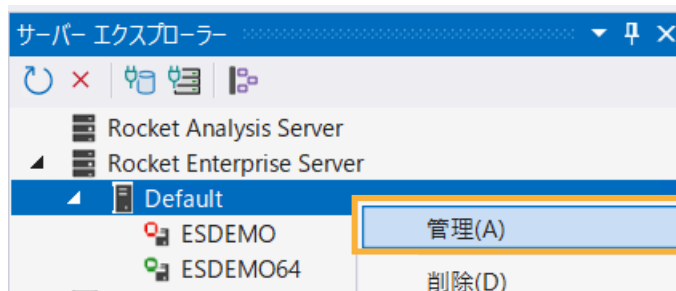 サーバー エクスプローラー
Rocket Analysis Server
Rocket Enterprise Server
Default
管理(A)
ESDEMO
ESDEMO64
削除(D)